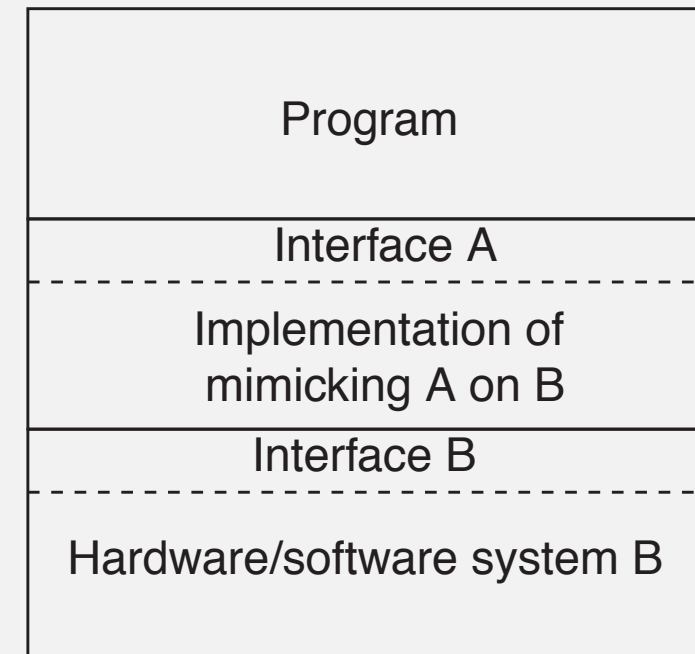 Program
Interface A
Implementation of
mimicking A on B
Interface B
Hardware/software system B